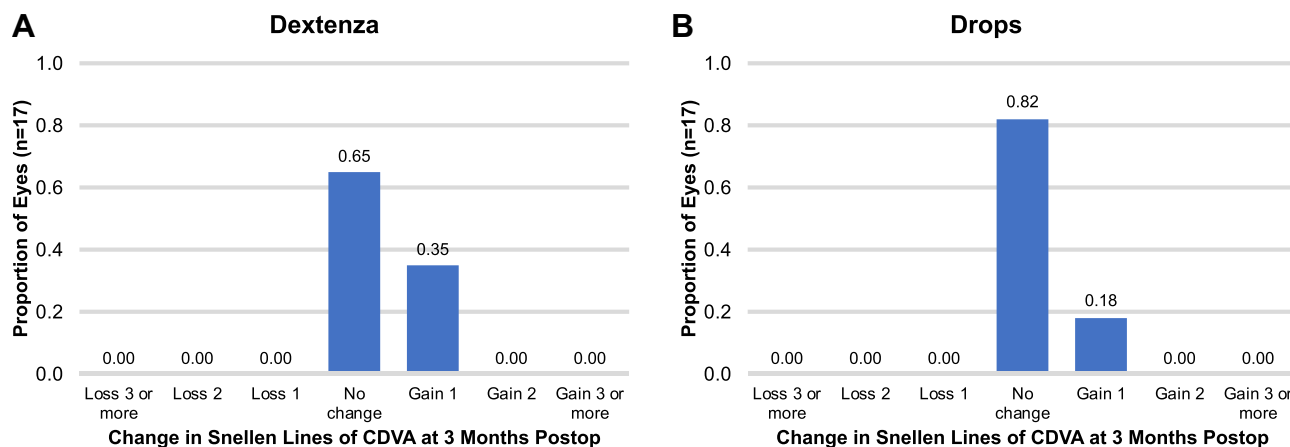 A
Dextenza
Proportion of Eyes (n=17)
1.0
0.8
0.6
0.4
0.2
0.0
0.00
0.00
0.00
0.65
0.35
0.00
0.00
Loss 3 or
more
Loss 2
Loss 1
No
change
Gain 1
Gain 2
Gain 3 or
more
Change in Snellen Lines of CDVA at 3 Months Postop
B
Drops
Proportion of Eyes (n=17)
1.0
0.8
0.6
0.4
0.2
0.0
0.00
0.00
0.00
0.82
0.18
0.00
0.00
Loss 3 or
more
Loss 2
Loss 1
No
change
Gain 1
Gain 2
Gain 3 or
more
Change in Snellen Lines of CDVA at 3 Months Postop